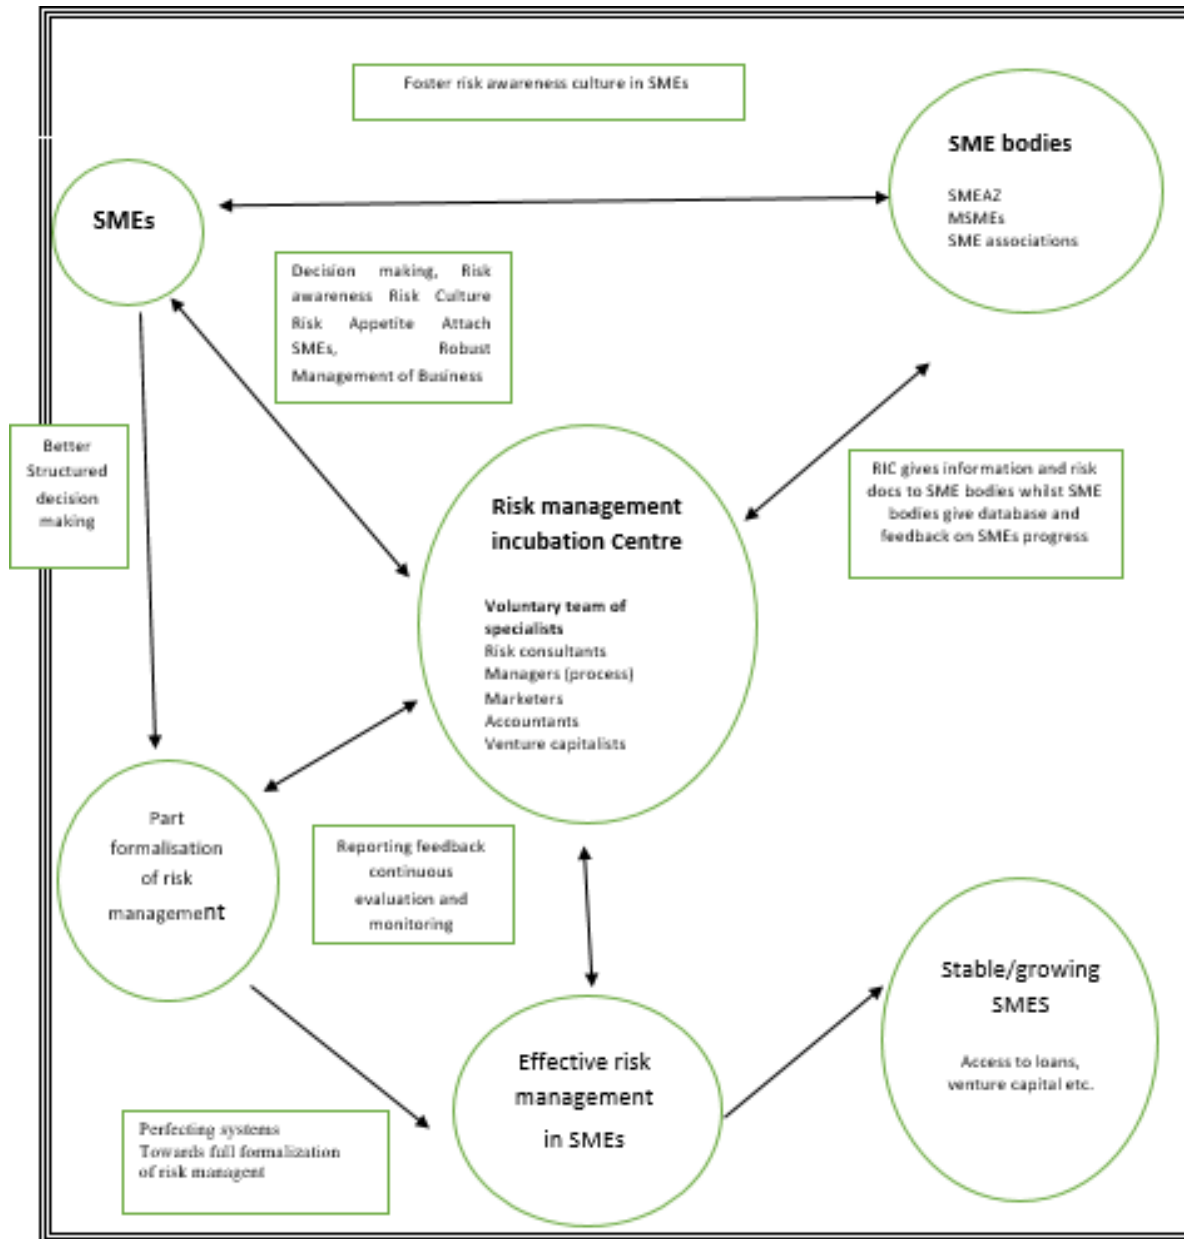 Foster risk awareness culture in SMEs
SME bodies
SMEAZ
MSMEs
SME associations
SMEs
Decision making, Risk
awareness Risk Culture
Risk Appetite Attach
SMEs, Robust
Management of Business
Better
Structured
decision
making
RIC gives information and risk
docs to SME bodies whilst SME
bodies give database and
feedback on SMEs progress
Risk management
incubation Centre
Voluntary team of
specialists
Risk consultants
Managers (process)
Marketers
Accountants
Venture capitalists
Part
formalisation
of risk
management
Reporting feedback
continuous
evaluation and
monitoring
Stable/growing
SMES
Access to loans,
venture capital etc.
Effective risk
management
in SMEs
Perfecting systems
Towards full formalization
of risk managent